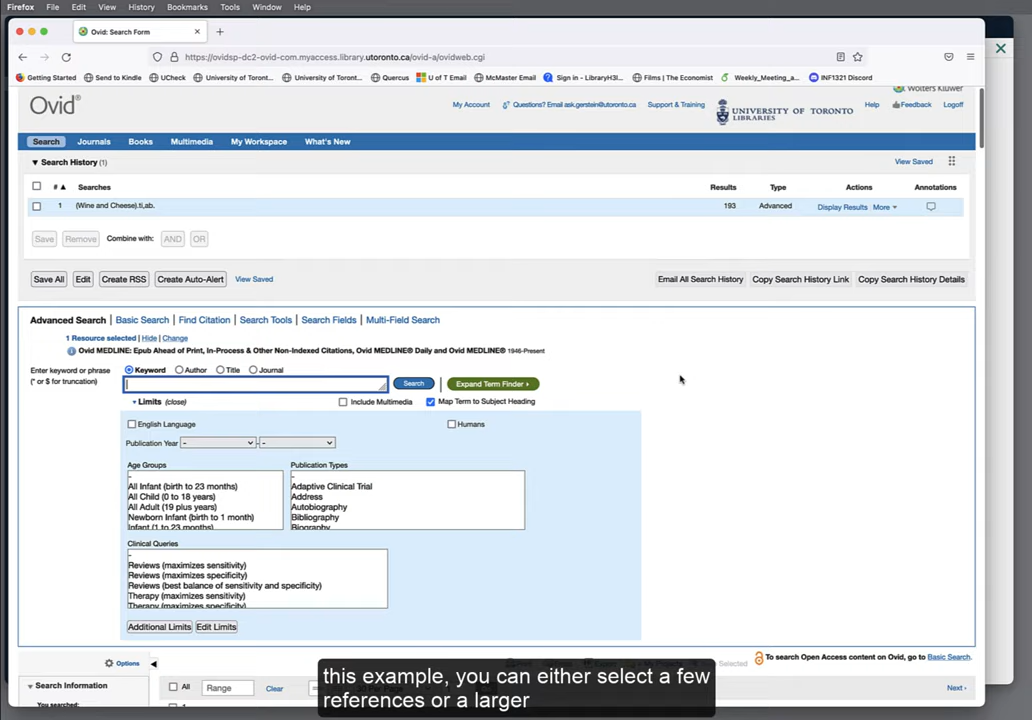 Firefox File Edit View History Bookmarks Tools Window Help
Ovid: Search Form
https://ovidsp-dc2-ovid-com.myaccess.library.utoronto.ca/ovid-a/ovidweb.cgi
Getting Started Send to Kindle UCheck University of Toront... University of Toront... Quercus U of T Email McMaster Email Sign in - LibraryH3l... Films | The Economist Weekly_Meeting_a... INF1321 Discord
Wolters Kluwer
Ovid®
My Account Questions? Email ask.gerstein@utoronto.ca Support & Training UNIVERSITY OF TORONTO LIBRARIES Help Feedback Logoff
Search Journals Books Multimedia My Workspace What's New
▼ Search History (1) View Saved
# ▲ Searches Results Type Actions Annotations
1 (Wine and Cheese).ti,ab. 193 Advanced Display Results More
Save Remove Combine with: AND OR
Save All Edit Create RSS Create Auto-Alert View Saved Email All Search History Copy Search History Link Copy Search History Details
Advanced Search Basic Search Find Citation Search Tools Search Fields Multi-Field Search
1 Resource selected | Hide | Change
Ovid MEDLINE: Epub Ahead of Print, In-Process & Other Non-Indexed Citations, Ovid MEDLINE® Daily and Ovid MEDLINE® 1946-Present
Enter keyword or phrase Keyword Author Title Journal
(* or $ for truncation) Search Expand Term Finder
Limits (close) Include Multimedia Map Term to Subject Heading
English Language Humans
Publication Year - - -
Age Groups Publication Types
- -
All Infant (birth to 23 months) Adaptive Clinical Trial
All Child (0 to 18 years) Address
All Adult (19 plus years) Autobiography
Newborn Infant (birth to 1 month) Bibliography
Infant (1 to 23 months) Biography
Clinical Queries
-
Reviews (maximizes sensitivity)
Reviews (maximizes specificity)
Reviews (best balance of sensitivity and specificity)
Therapy (maximizes sensitivity)
Therapy (maximizes specificity)
Additional Limits Edit Limits
Options To search Open Access content on Ovid, go to Basic Search.
this example, you can either select a few
references or a larger
Search Information All Range Clear Next